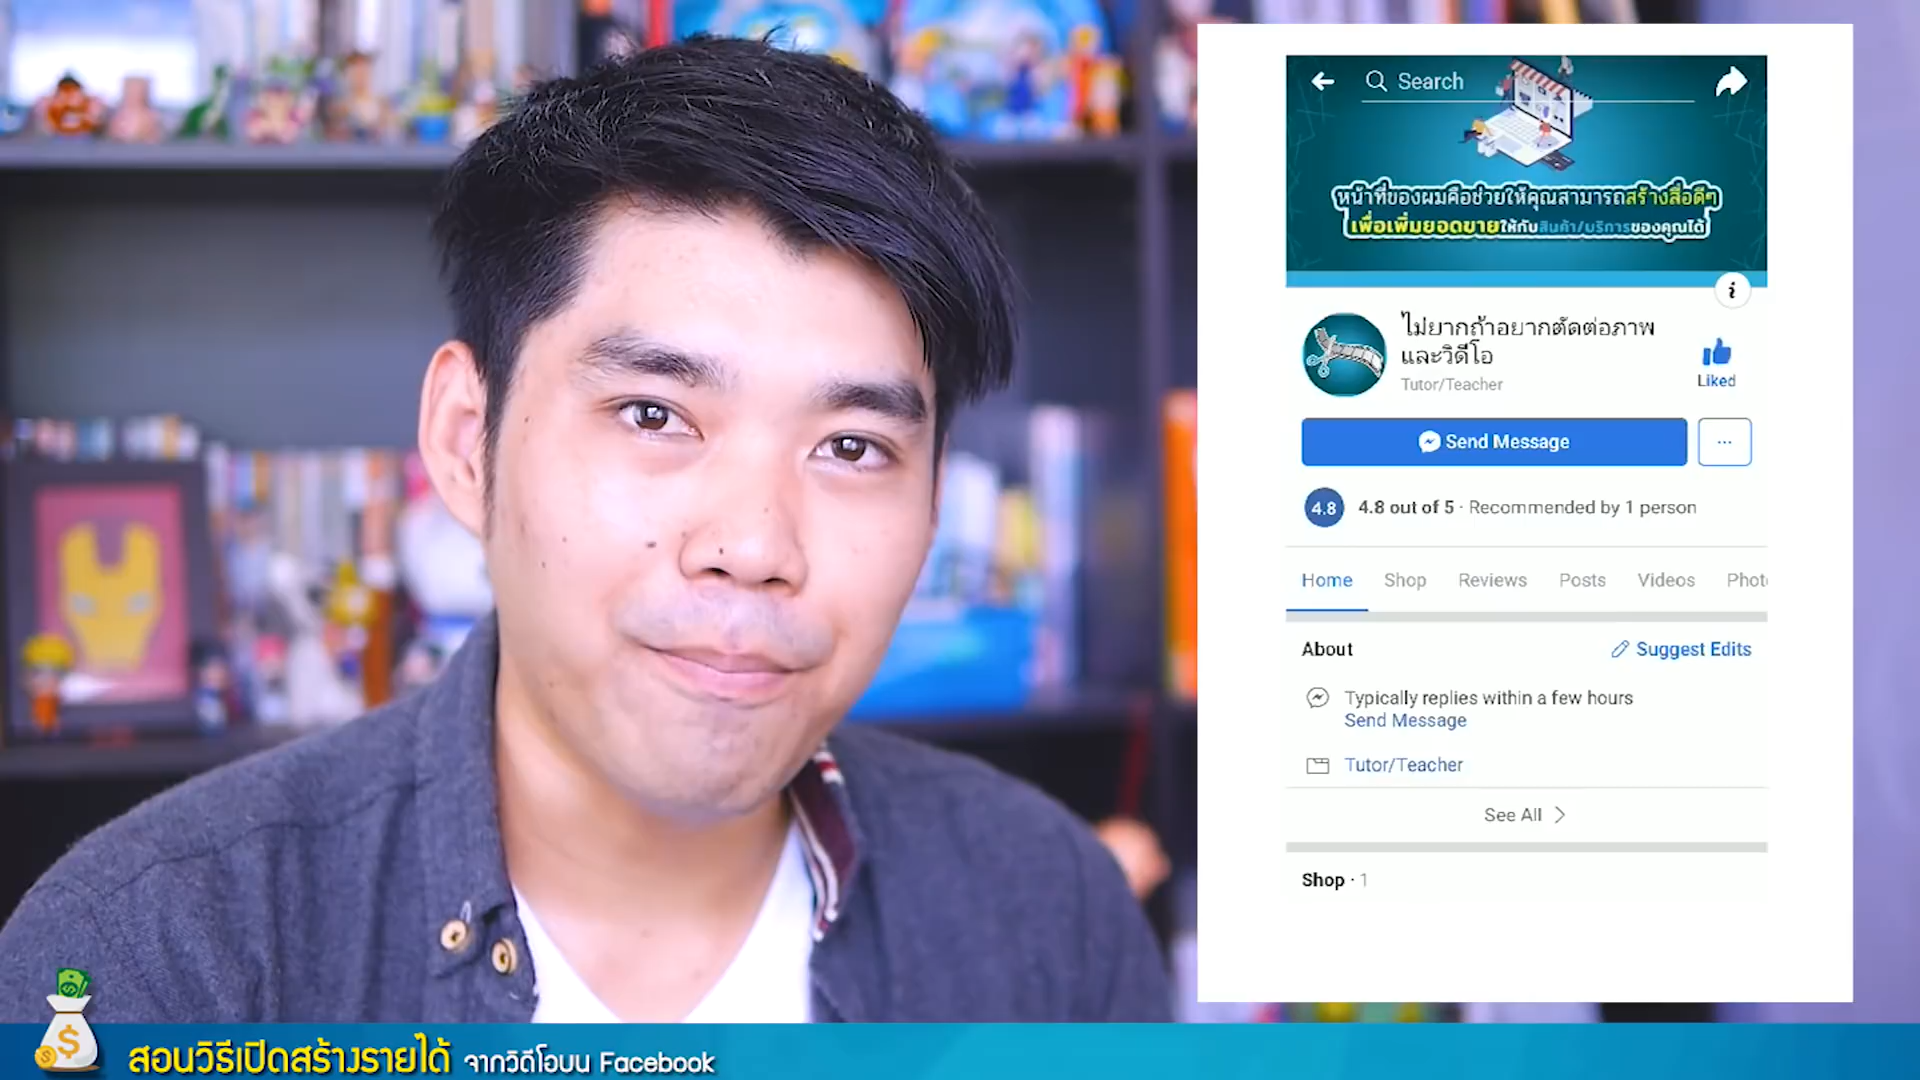 Search
หน้าที่ของผมคือช่วยให้คุณสามารถสร้างสื่อดีๆ
เพื่อเพิ่มยอดขายให้กับสินค้า/บริการของคุณได้
ไม่ยากถ้าอยากตัดต่อภาพ
และวิดีโอ
Tutor/Teacher
Liked
Send Message
4.8
4.8 out of 5 · Recommended by 1 person
Home Shop Reviews Posts Videos Phot
About
Suggest Edits
Typically replies within a few hours
Send Message
Tutor/Teacher
See All
Shop · 1
สอนวิธีเปิดสร้างรายได้ จากวิดีโอบน Facebook